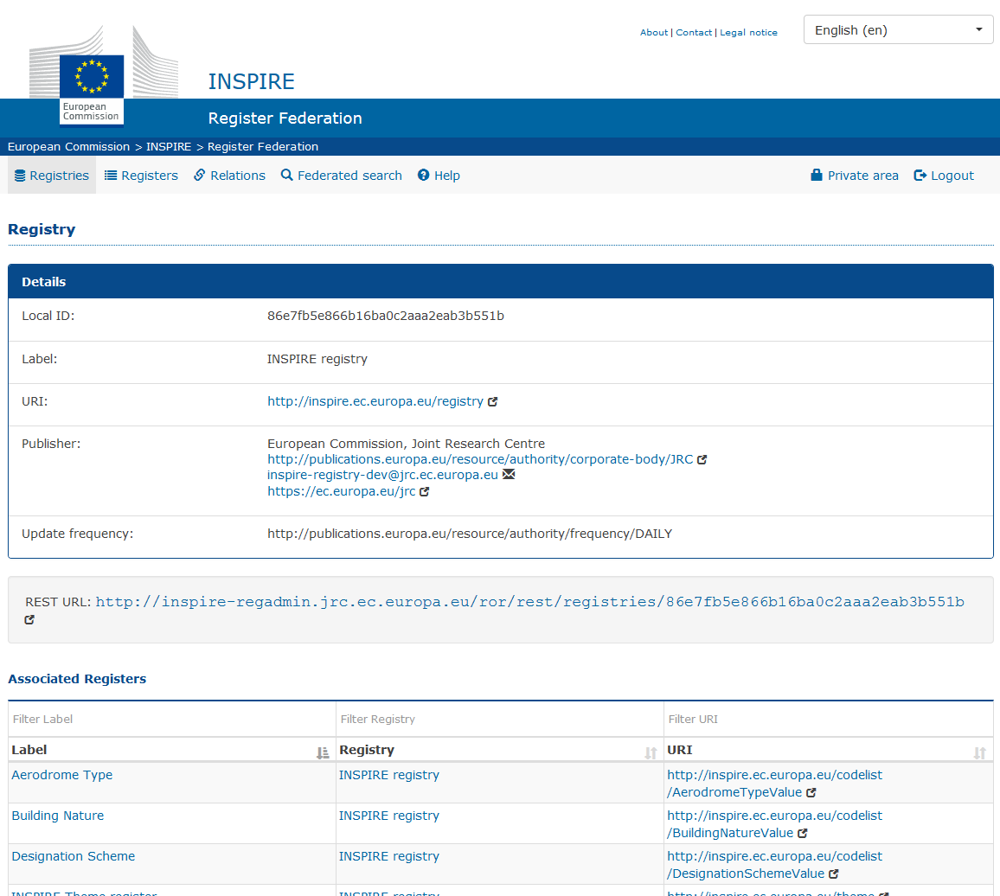 About | Contact | Legal notice
English (en)
INSPIRE
European
Commission
Register Federation
European Commission > INSPIRE > Register Federation
Registries Registers Relations Federated search Help Private area Logout
Registry
Details
Local ID: 86e7fb5e866b16ba0c2aaa2eab3b551b
Label: INSPIRE registry
URI: http://inspire.ec.europa.eu/registry
Publisher: European Commission, Joint Research Centre
http://publications.europa.eu/resource/authority/corporate-body/JRC
inspire-registry-dev@jrc.ec.europa.eu
https://ec.europa.eu/jrc
Update frequency: http://publications.europa.eu/resource/authority/frequency/DAILY
REST URL: http://inspire-regadmin.jrc.ec.europa.eu/ror/rest/registries/86e7fb5e866b16ba0c2aaa2eab3b551b
Associated Registers
Filter Label Filter Registry Filter URI
Label Registry URI
Aerodrome Type INSPIRE registry http://inspire.ec.europa.eu/codelist
/AerodromeTypeValue
Building Nature INSPIRE registry http://inspire.ec.europa.eu/codelist
/BuildingNatureValue
Designation Scheme INSPIRE registry http://inspire.ec.europa.eu/codelist
/DesignationSchemeValue
INSPIRE Theme register INSPIRE registry http://inspire.ec.europa.eu/theme